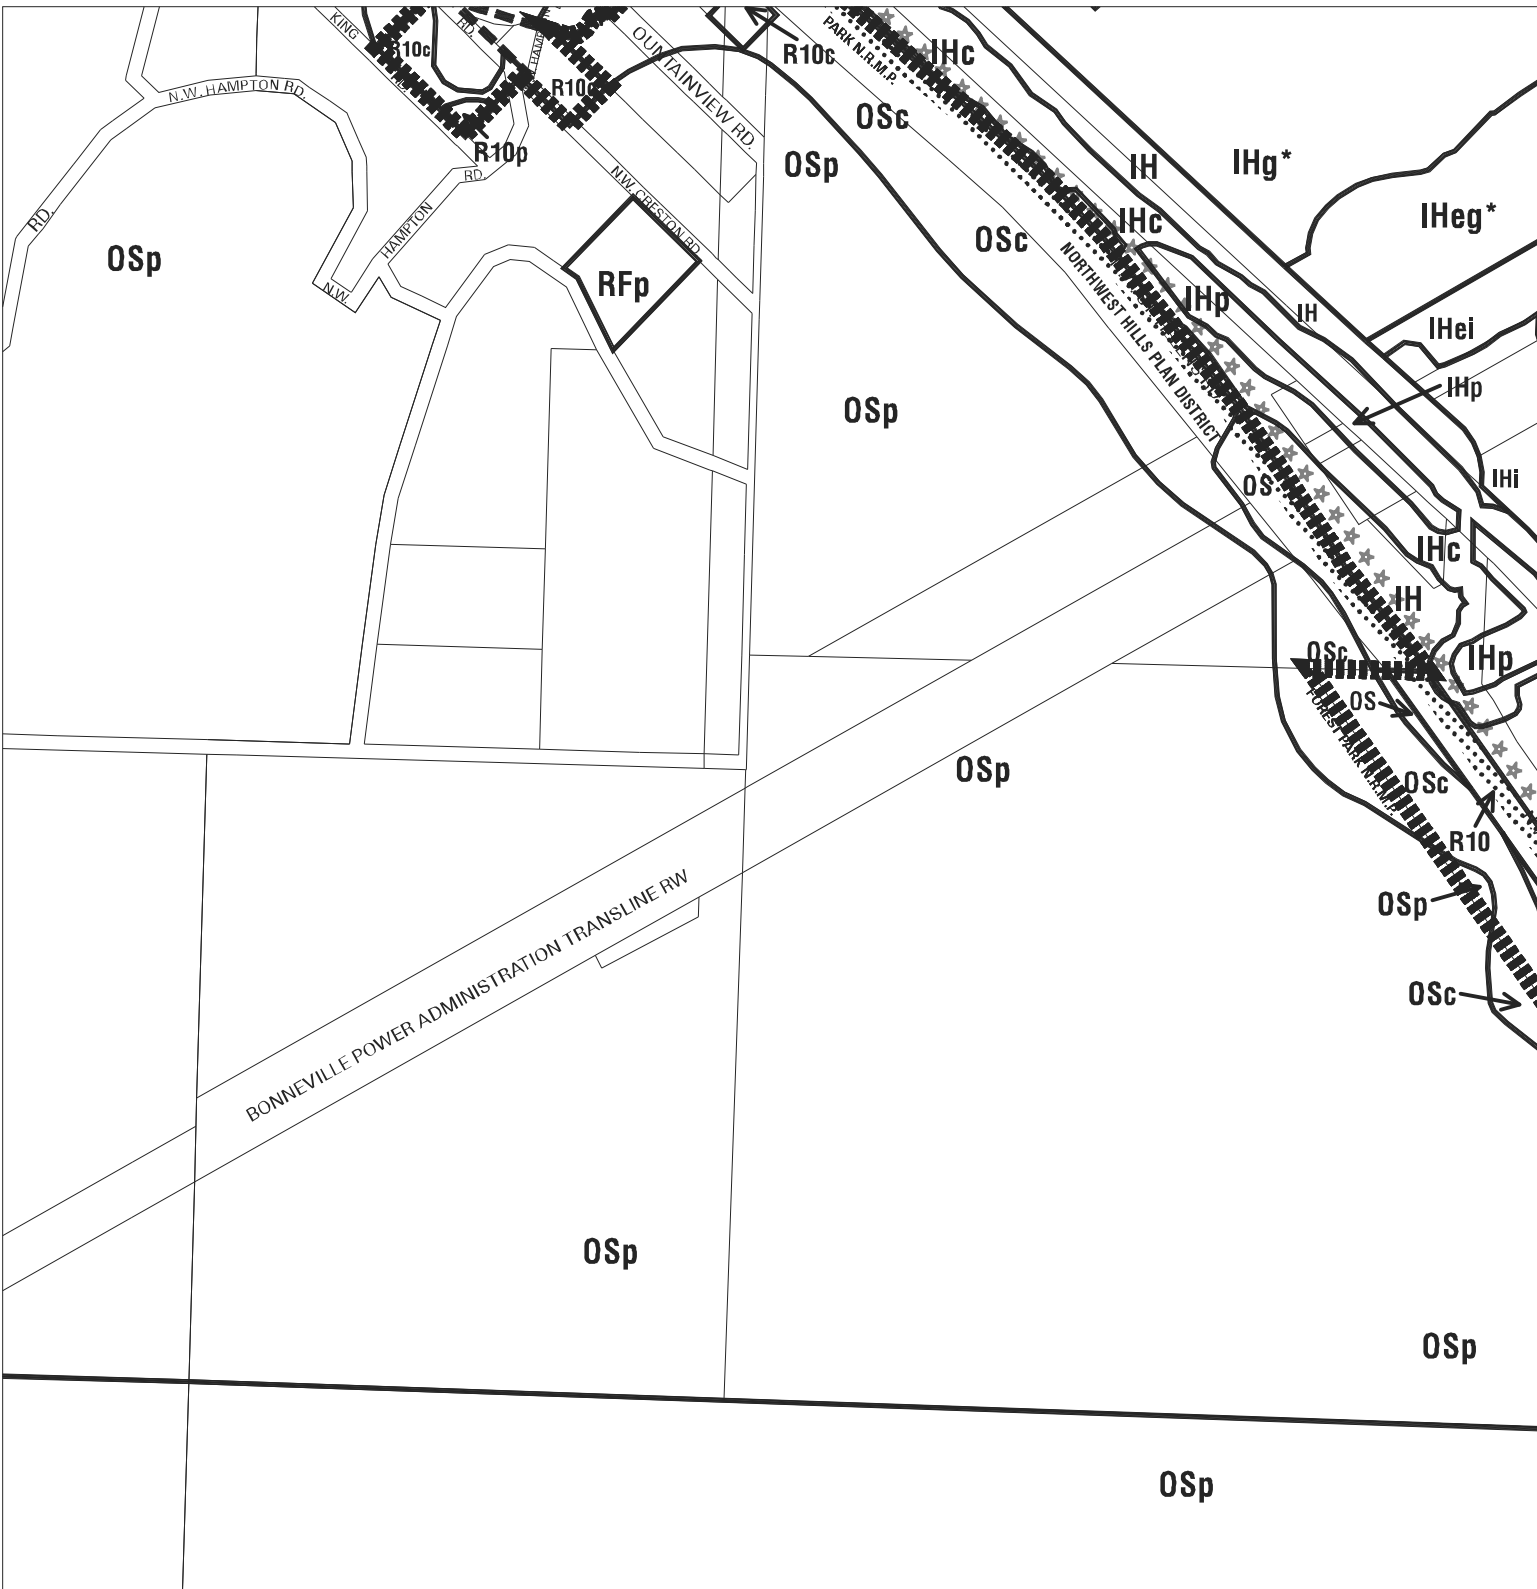 KING
R10c
RD.
OUNTAINVIEW RD.
R10c
PARK N.R.M.P.
IHc
N.W. HAMPTON RD.
R10
OSc
R10p
OSp
IH
IHg*
RD.
N.W. CRESTON RD.
IHeg*
RD.
HAMPTON
N.W.
OSp
RFp
OSc
IHc
NORTHWEST HILLS PLAN DISTRICT
IHp
IH
IHei
IHp
OSp
OS
IHi
IHc
IH
OSc
IHp
OS
FOREST PARK N.R.M.P.
OSp
OSc
R10
BONNEVILLE POWER ADMINISTRATION TRANSLINE RW
OSp
OSc
OSp
OSp
OSp